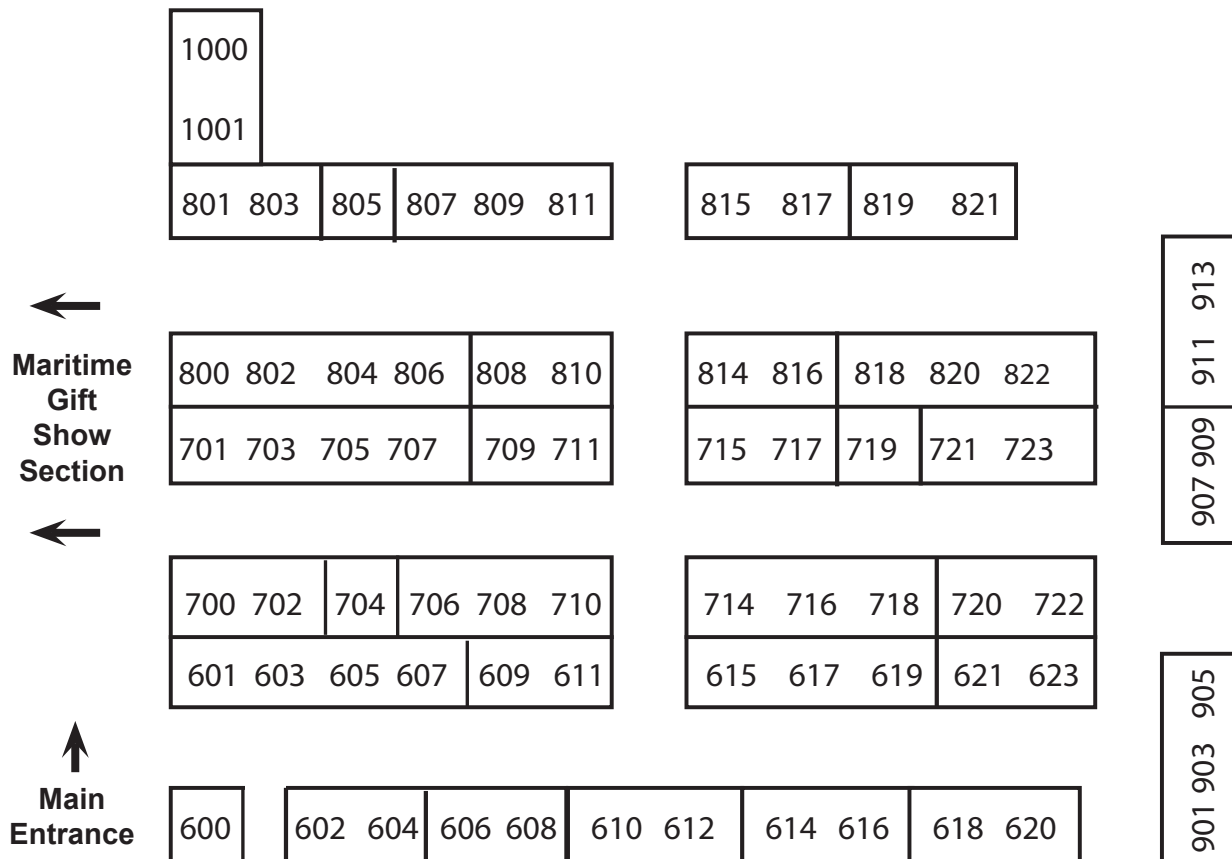 1000
1001
801 803 805 807 809 811 815 817 819 821
913
911
Maritime
Gift
Show
Section
800 802 804 806 808 810 814 816 818 820 822
701 703 705 707 709 711 715 717 719 721 723
907 909
700 702 704 706 708 710 714 716 718 720 722
601 603 605 607 609 611 615 617 619 621 623
901 903 905
Main
Entrance
600 602 604 606 608 610 612 614 616 618 620